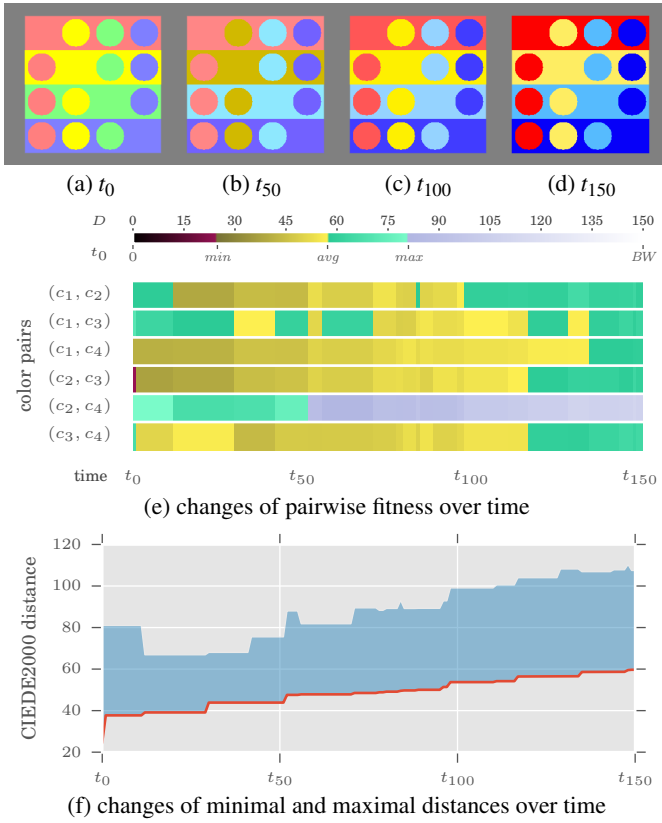 (a) t0 (b) t50 (c) t100 (d) t150
D 0 15 30 45 60 75 90 105 120 135 150
t0 0 min avg max BW
color pairs
(c1, c2)
(c1, c3)
(c1, c4)
(c2, c3)
(c2, c4)
(c3, c4)
time t0 t50 t100 t150
(e) changes of pairwise fitness over time
CIEDE2000 distance
120
100
80
60
40
20
t0 t50 t100 t150
(f) changes of minimal and maximal distances over time